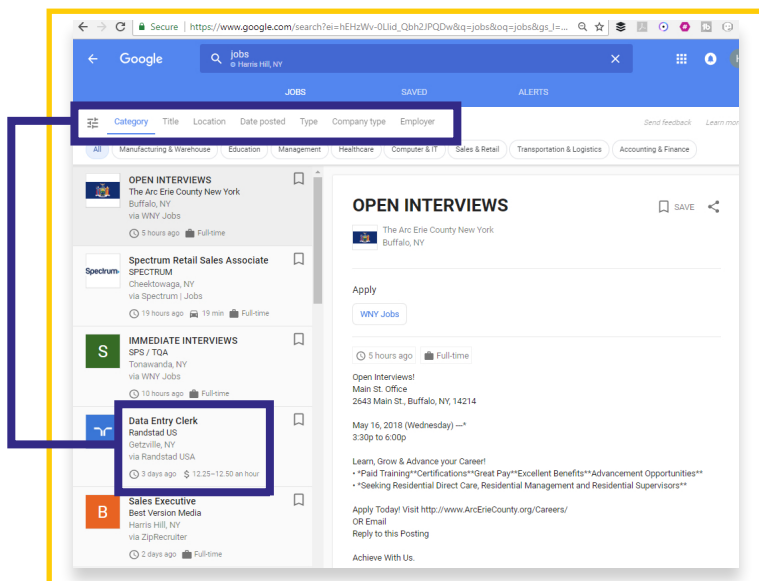 Secure https://www.google.com/search?ei=hEHzWv-0LIid_Qbh2JPQDw&q=jobs&oq=jobs&gs_l=...
Google
jobs
Harris Hill, NY
JOBS SAVED ALERTS
Category Title Location Date posted Type Company type Employer
Send feedback Learn mor
All Manufacturing & Warehouse Education Management Healthcare Computer & IT Sales & Retail Transportation & Logistics Accounting & Finance
OPEN INTERVIEWS
The Arc Erie County New York
Buffalo, NY
via WNY Jobs
5 hours ago Full-time
Spectrum
Spectrum Retail Sales Associate
SPECTRUM
Cheektowaga, NY
via Spectrum | Jobs
19 hours ago 19 min Full-time
S
IMMEDIATE INTERVIEWS
SPS / TQA
Tonawanda, NY
via WNY Jobs
10 hours ago Full-time
Data Entry Clerk
Randstad US
Getzville, NY
via Randstad USA
3 days ago $ 12.25–12.50 an hour
B
Sales Executive
Best Version Media
Harris Hill, NY
via ZipRecruiter
2 days ago Full-time
OPEN INTERVIEWS
SAVE
The Arc Erie County New York
Buffalo, NY
Apply
WNY Jobs
5 hours ago Full-time
Open Interviews!
Main St. Office
2643 Main St., Buffalo, NY, 14214
May 16, 2018 (Wednesday) ---*
3:30p to 6:00p
Learn, Grow & Advance your Career!
• *Paid Training**Certifications**Great Pay**Excellent Benefits**Advancement Opportunities**
• *Seeking Residential Direct Care, Residential Management and Residential Supervisors**
Apply Today! Visit http://www.ArcErieCounty.org/Careers/
OR Email
Reply to this Posting
Achieve With Us.